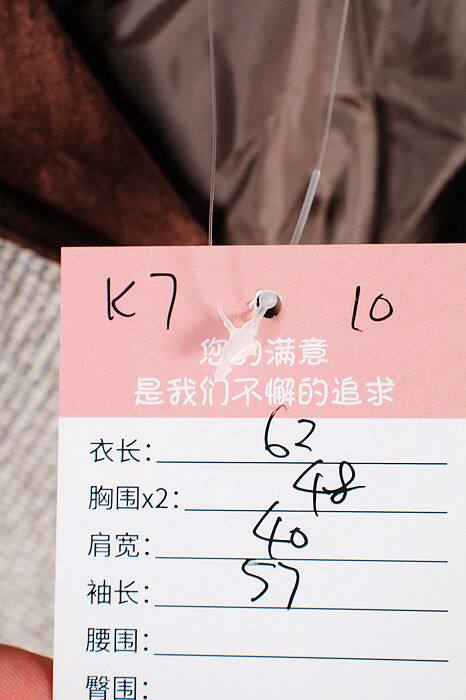 K7 10
您的满意
是我们不懈的追求
衣长: 62
胸围x2: 48
肩宽: 40
袖长: 57
腰围:
臀围: